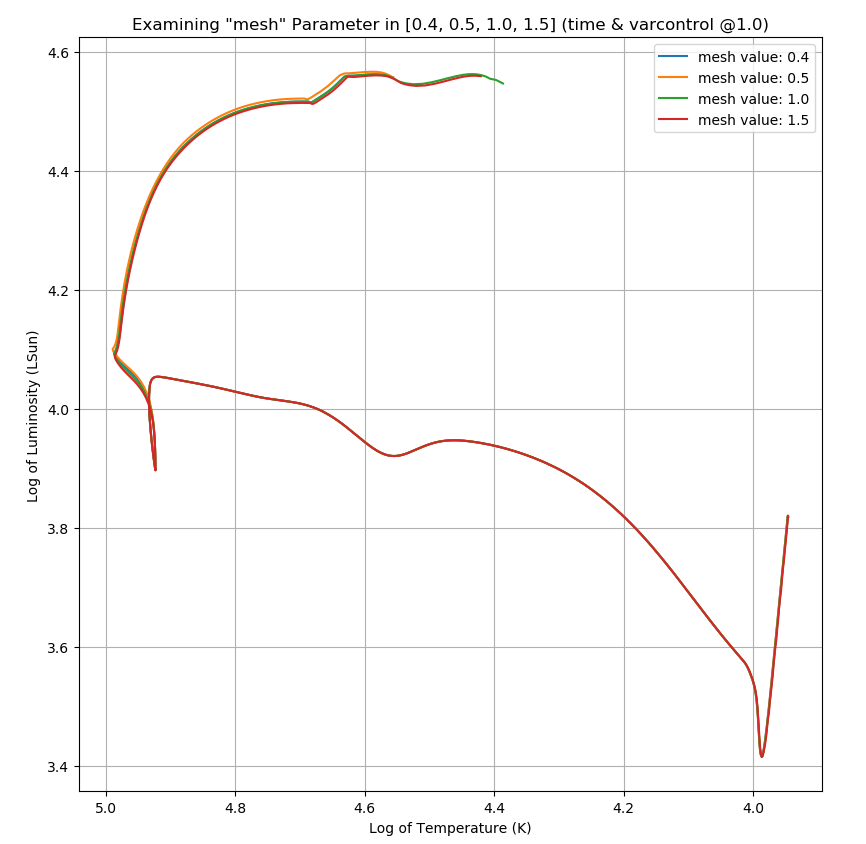 Examining "mesh" Parameter in [0.4, 0.5, 1.0, 1.5] (time & varcontrol @1.0)
mesh value: 0.4
mesh value: 0.5
mesh value: 1.0
mesh value: 1.5
Log of Luminosity (LSun)
4.6
4.4
4.2
4.0
3.8
3.6
3.4
5.0 4.8 4.6 4.4 4.2 4.0
Log of Temperature (K)